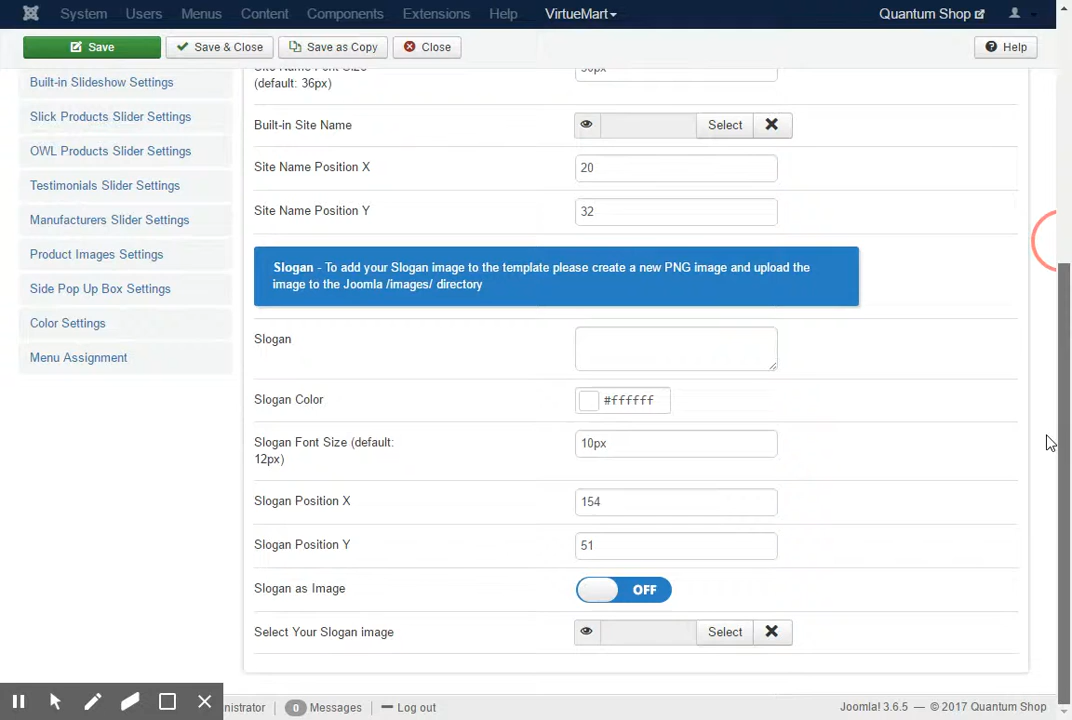 System Users Menus Content Components Extensions Help VirtueMart Quantum Shop
Save Save & Close Save as Copy Close Help
Built-in Slideshow Settings
Slick Products Slider Settings
OWL Products Slider Settings
Testimonials Slider Settings
Manufacturers Slider Settings
Product Images Settings
Side Pop Up Box Settings
Color Settings
Menu Assignment
Site Name Font Size
(default: 36px)
Built-in Site Name Select
Site Name Position X 20
Site Name Position Y 32
Slogan - To add your Slogan image to the template please create a new PNG image and upload the
image to the Joomla /images/ directory
Slogan
Slogan Color #ffffff
Slogan Font Size (default: 10px
12px)
Slogan Position X 154
Slogan Position Y 51
Slogan as Image OFF
Select Your Slogan image Select
nistrator 0 Messages Log out Joomla! 3.6.5 — © 2017 Quantum Shop